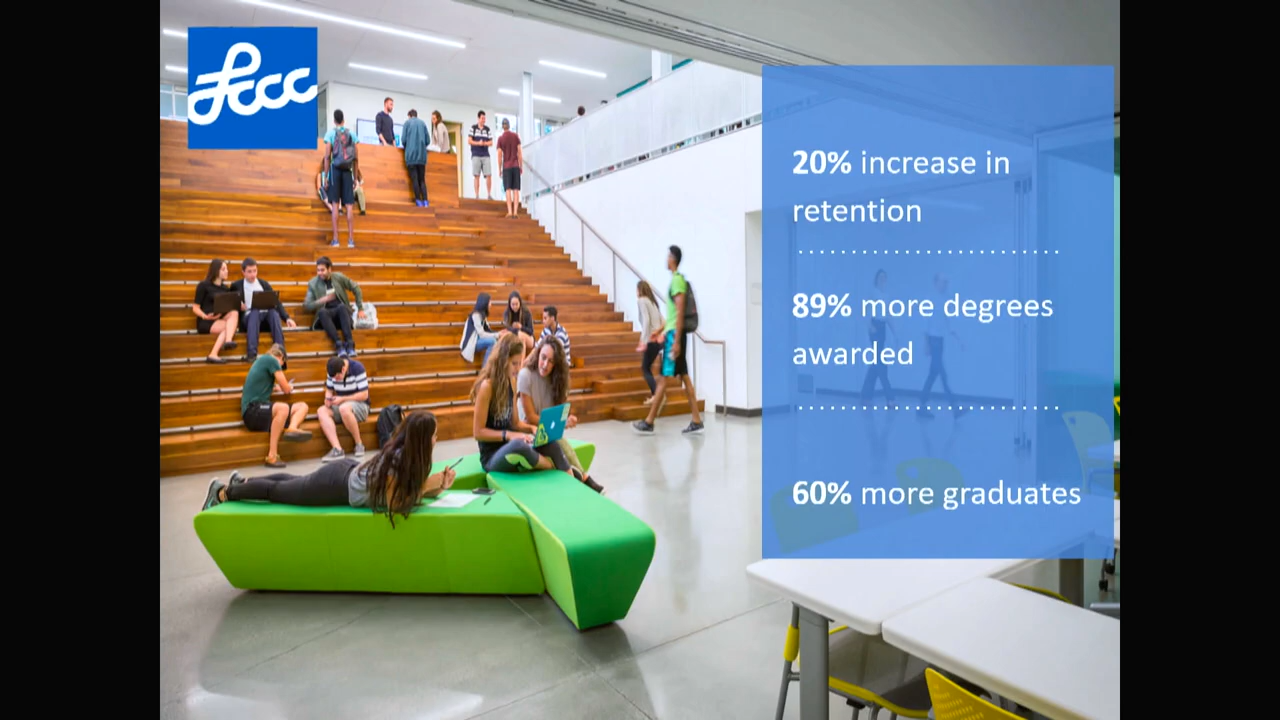 lccc
20% increase in
retention
89% more degrees
awarded
60% more graduates